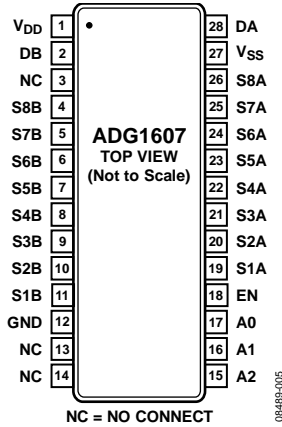 VDD 1 28 DA
DB 2 27 VSS
NC 3 26 S8A
S8B 4 25 S7A
S7B 5 24 S6A
S6B 6 23 S5A
S5B 7 22 S4A
S4B 8 21 S3A
S3B 9 20 S2A
S2B 10 19 S1A
S1B 11 18 EN
GND 12 17 A0
NC 13 16 A1
NC 14 15 A2
ADG1607
TOP VIEW
(Not to Scale)
NC = NO CONNECT
08489-005